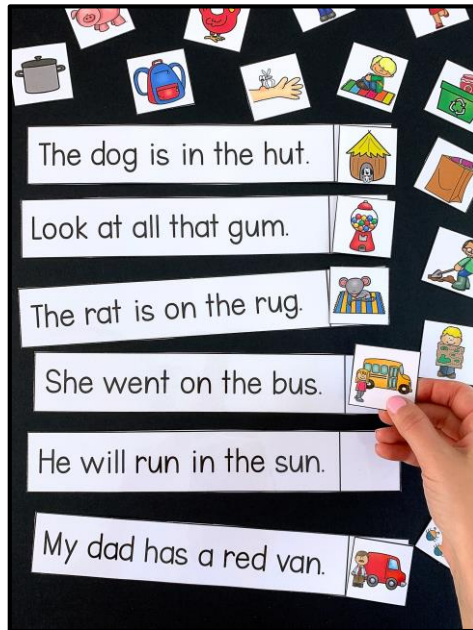 The dog is in the hut.
Look at all that gum.
The rat is on the rug.
She went on the bus.
He will run in the sun.
My dad has a red van.